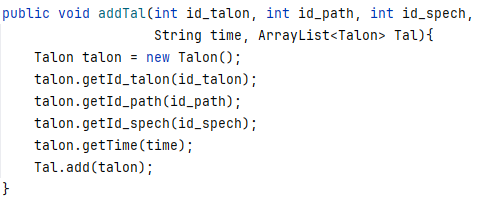 public void addTal(int id_talon, int id_path, int id_spech,
String time, ArrayList<Talon> Tal){
Talon talon = new Talon();
talon.getId_talon(id_talon);
talon.getId_path(id_path);
talon.getId_spech(id_spech);
talon.getTime(time);
Tal.add(talon);
}